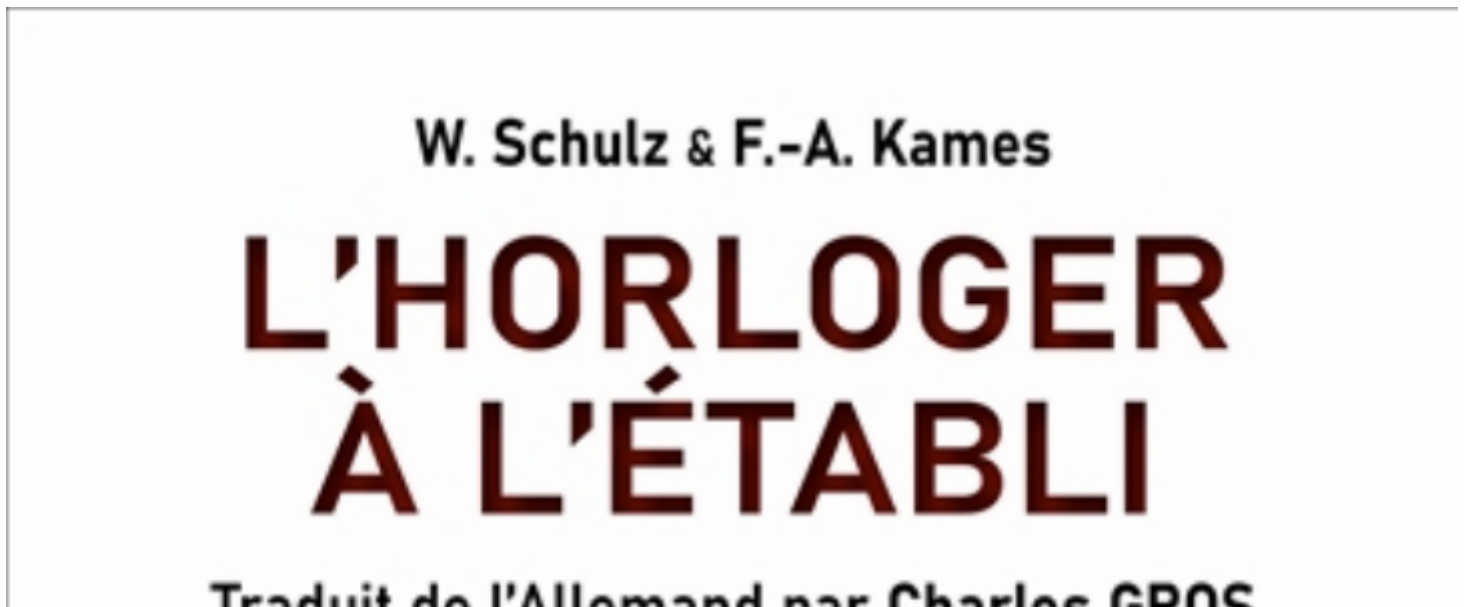 W. Schulz & F.-A. Kames
L'HORLOGER
À L'ÉTABLI
Traduit de l'Allemand par Charles GROS